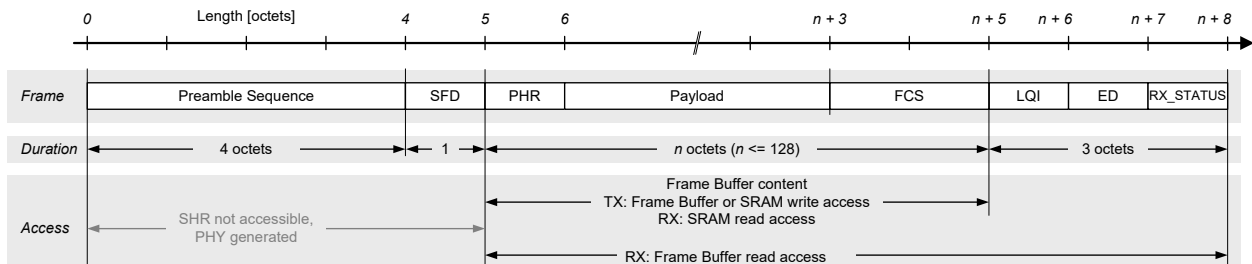 Length [octets]
0 4 5 6 n + 3 n + 5 n + 6 n + 7 n + 8
Frame Preamble Sequence SFD PHR Payload FCS LQI ED RX_STATUS
Duration 4 octets 1 n octets (n <= 128) 3 octets
Frame Buffer content
TX: Frame Buffer or SRAM write access
RX: SRAM read access
Access SHR not accessible,
PHY generated
RX: Frame Buffer read access